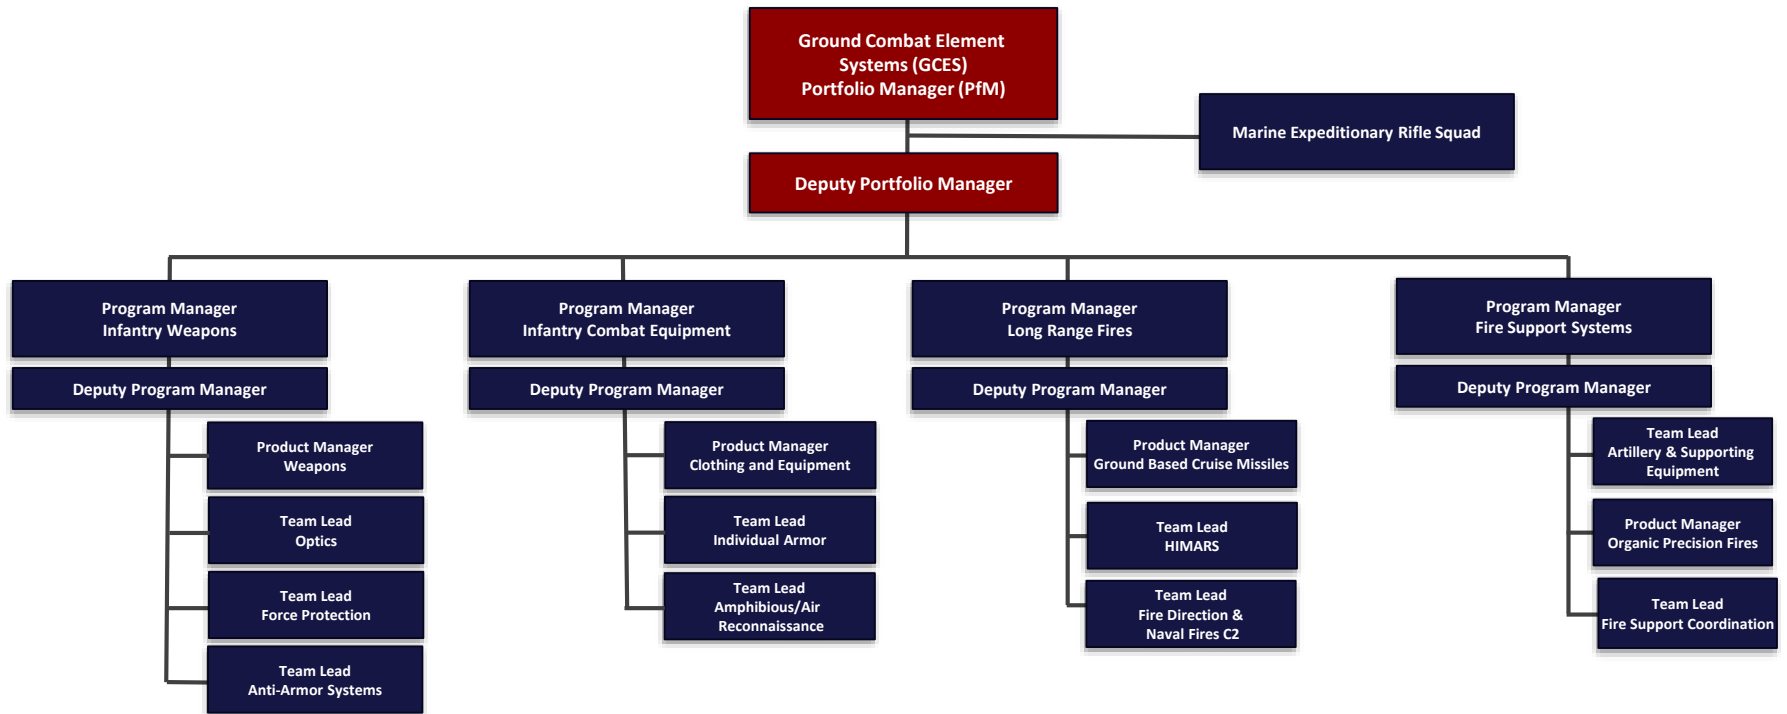 Ground Combat Element
Systems (GCES)
Portfolio Manager (PfM)
Marine Expeditionary Rifle Squad
Deputy Portfolio Manager
Program Manager
Infantry Weapons
Deputy Program Manager
Product Manager
Weapons
Team Lead
Optics
Team Lead
Force Protection
Team Lead
Anti-Armor Systems
Program Manager
Infantry Combat Equipment
Deputy Program Manager
Product Manager
Clothing and Equipment
Team Lead
Individual Armor
Team Lead
Amphibious/Air
Reconnaissance
Program Manager
Long Range Fires
Deputy Program Manager
Product Manager
Ground Based Cruise Missiles
Team Lead
HIMARS
Team Lead
Fire Direction &
Naval Fires C2
Program Manager
Fire Support Systems
Deputy Program Manager
Team Lead
Artillery & Supporting
Equipment
Product Manager
Organic Precision Fires
Team Lead
Fire Support Coordination